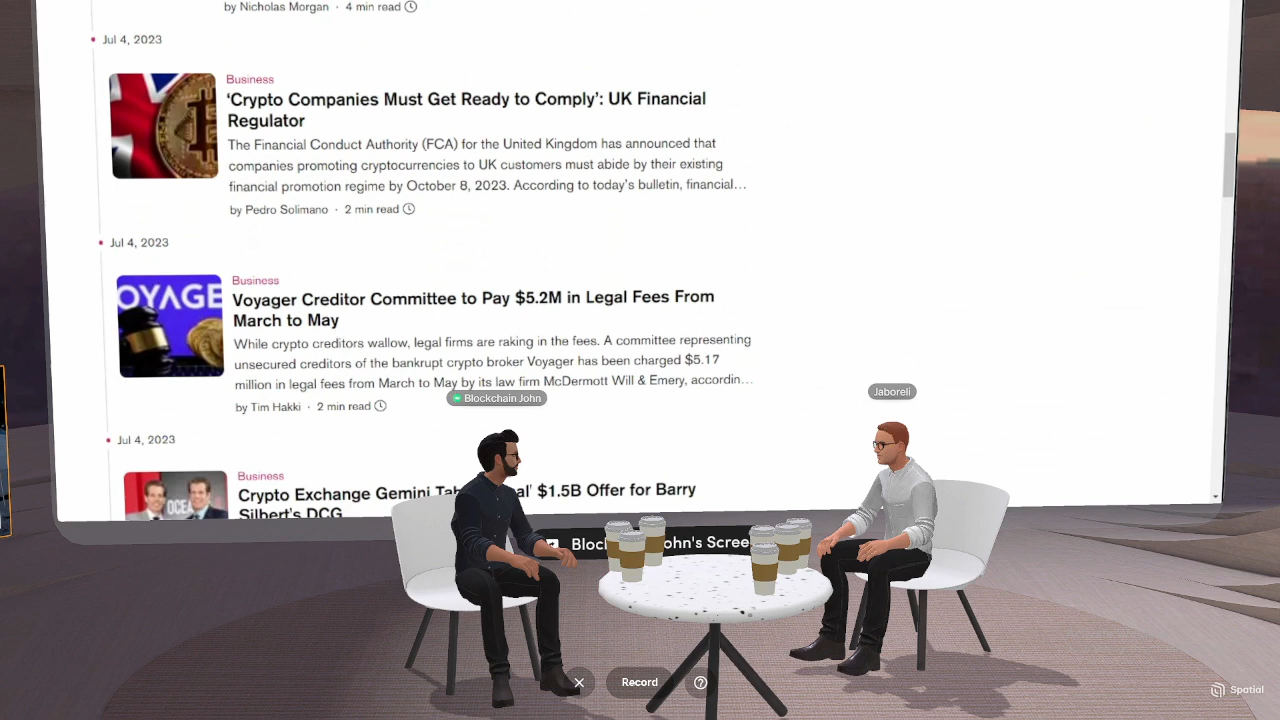 by Nicholas Morgan · 4 min read
Jul 4, 2023
Business
‘Crypto Companies Must Get Ready to Comply’: UK Financial
Regulator
The Financial Conduct Authority (FCA) for the United Kingdom has announced that
companies promoting cryptocurrencies to UK customers must abide by their existing
financial promotion regime by October 8, 2023. According to today's bulletin, financial...
by Pedro Solimano · 2 min read
Jul 4, 2023
OYAGE
Business
Voyager Creditor Committee to Pay $5.2M in Legal Fees From
March to May
While crypto creditors wallow, legal firms are raking in the fees. A committee representing
unsecured creditors of the bankrupt crypto broker Voyager has been charged $5.17
million in legal fees from March to May by its law firm McDermott Will & Emery, accordin...
by Tim Hakki · 2 min read
Blockchain John
Jaboreli
Jul 4, 2023
Business
Crypto Exchange Gemini $1.5B Offer for Barry
Silbert's DCG
ohn's Scree
Record
Spatial